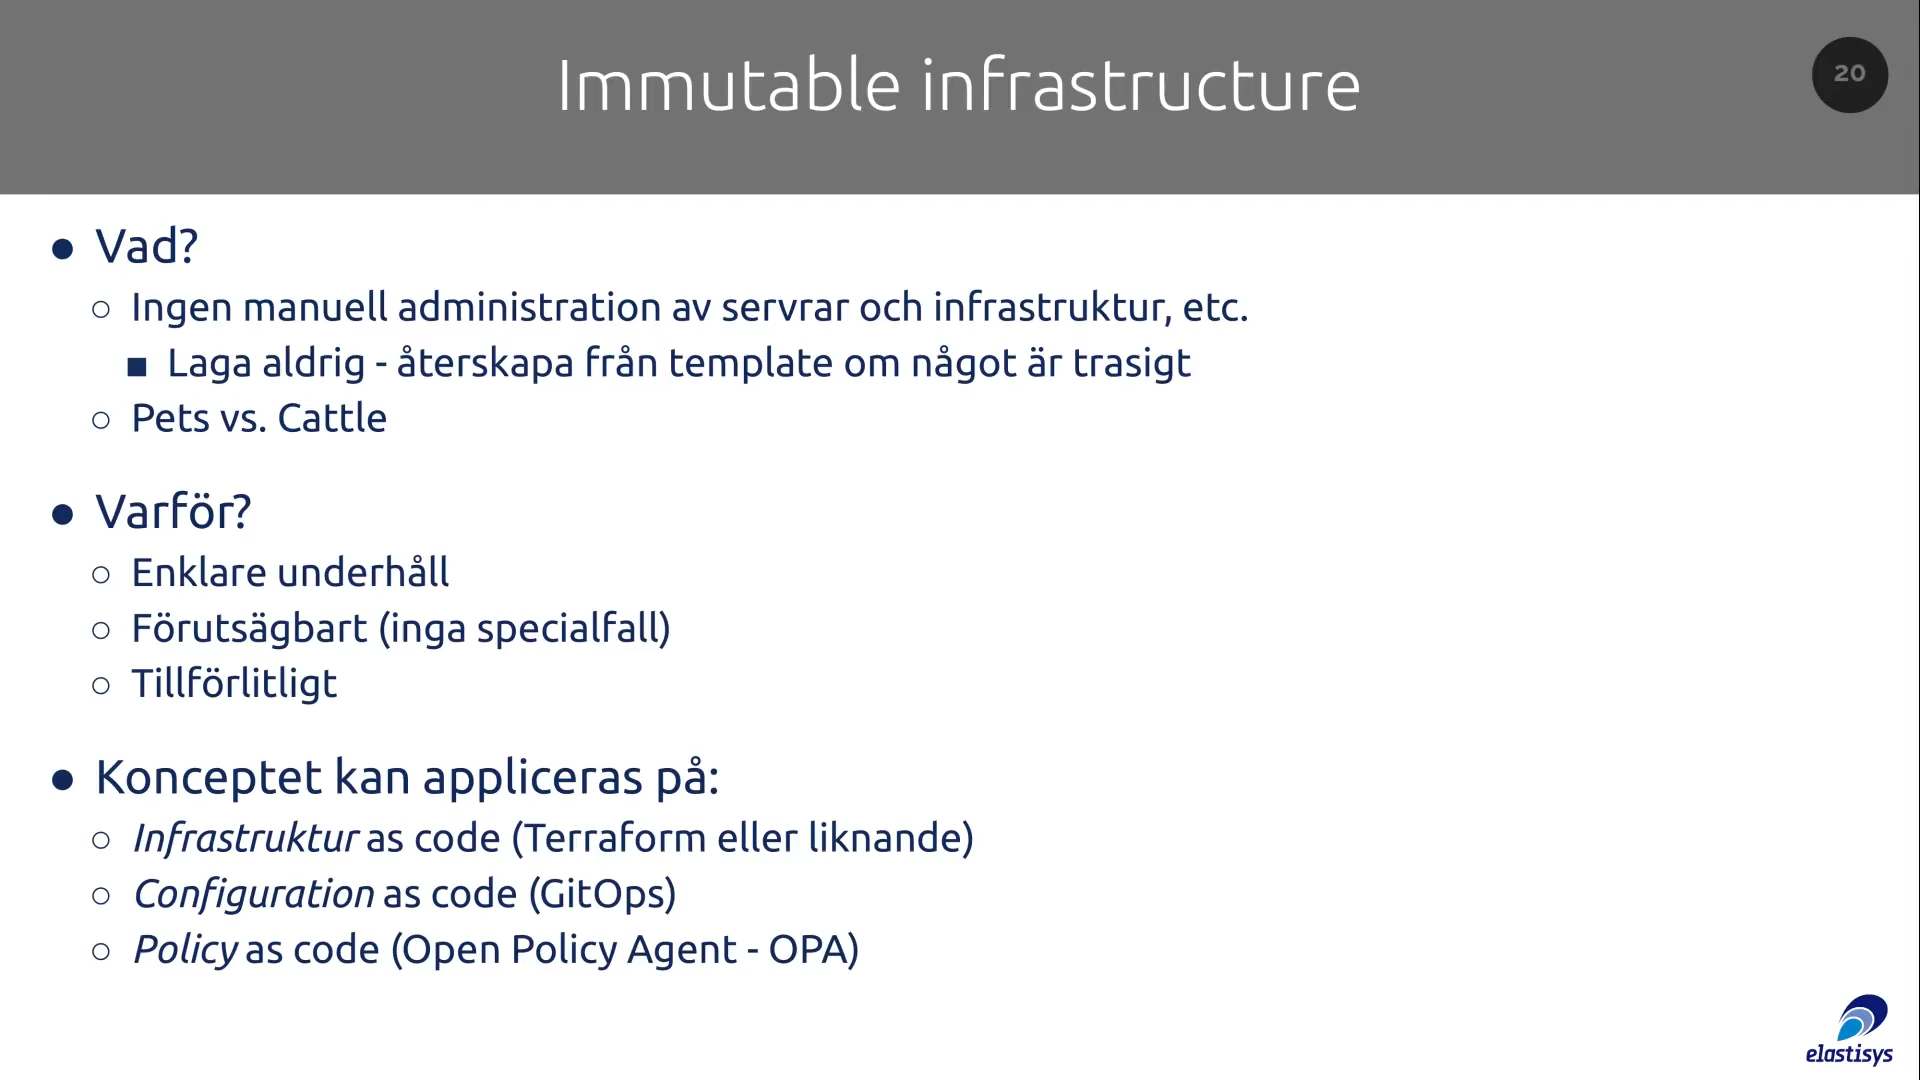 Immutable infrastructure
20
● Vad?
○ Ingen manuell administration av servrar och infrastruktur, etc.
■ Laga aldrig - återskapa från template om något är trasigt
○ Pets vs. Cattle
● Varför?
○ Enklare underhåll
○ Förutsägbart (inga specialfall)
○ Tillförlitligt
● Konceptet kan appliceras på:
○ Infrastruktur as code (Terraform eller liknande)
○ Configuration as code (GitOps)
○ Policy as code (Open Policy Agent - OPA)
elastisys